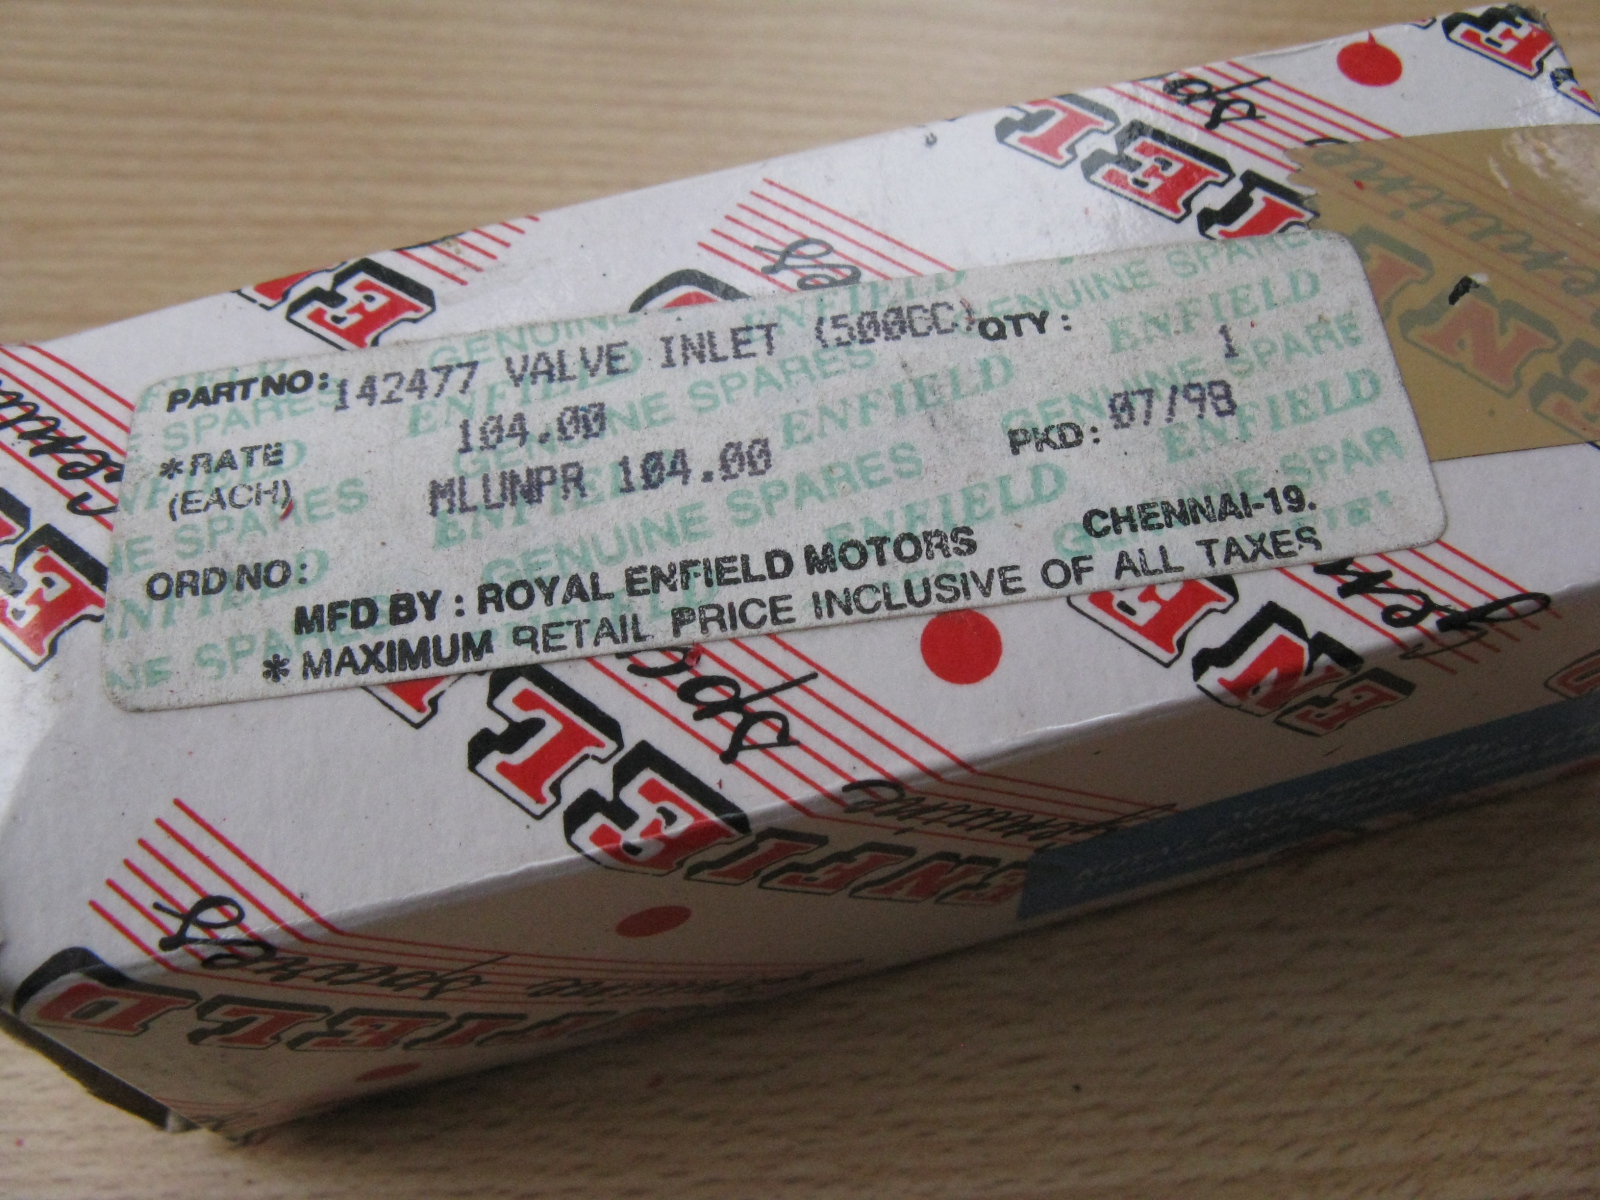 PART NO: 142477 VALVE INLET (500CC) QTY : 1
*RATE 104.00
(EACH) MLUNPR 104.00 PKD: 07/98
ORD NO:
MFD BY : ROYAL ENFIELD MOTORS CHENNAI-19.
* MAXIMUM RETAIL PRICE INCLUSIVE OF ALL TAXES
GENUINE SPARES
ENFIELD
Genuine spares
ENFIELD